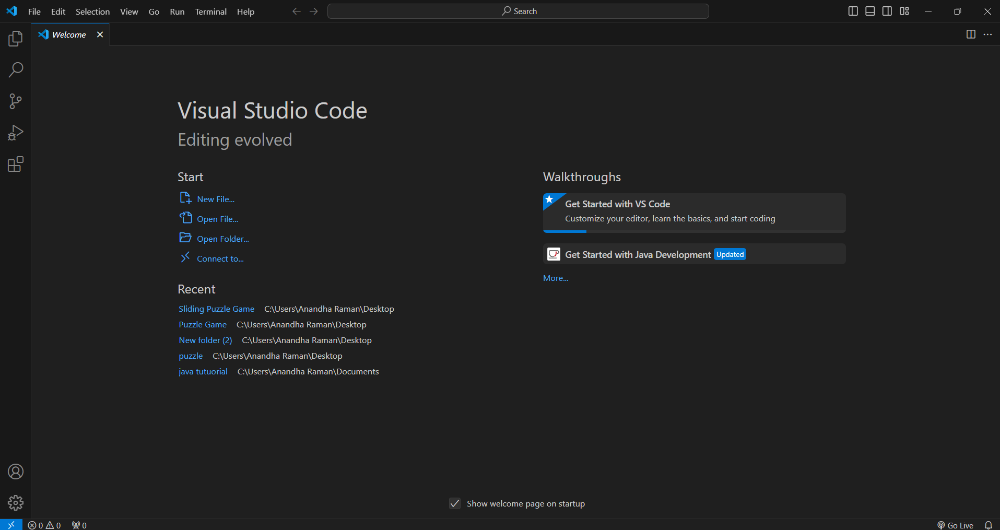 File Edit Selection View Go Run Terminal Help Search
Welcome
Visual Studio Code
Editing evolved
Start
New File...
Open File...
Open Folder...
Connect to...
Recent
Sliding Puzzle Game C:\Users\Anandha Raman\Desktop
Puzzle Game C:\Users\Anandha Raman\Desktop
New folder (2) C:\Users\Anandha Raman\Desktop
puzzle C:\Users\Anandha Raman\Desktop
java tutuorial C:\Users\Anandha Raman\Documents
Walkthroughs
Get Started with VS Code
Customize your editor, learn the basics, and start coding
Get Started with Java Development Updated
More...
Show welcome page on startup
0 0 0 Go Live